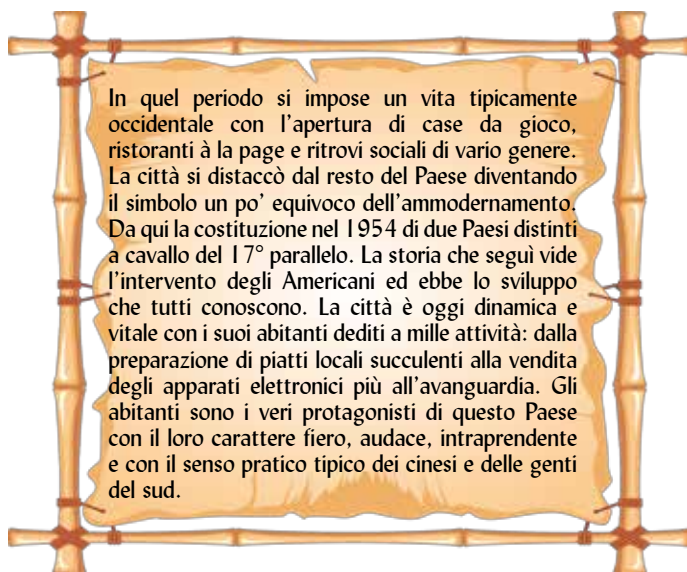 In quel periodo si impose un vita tipicamente
occidentale con l'apertura di case da gioco,
ristoranti à la page e ritrovi sociali di vario genere.
La città si distaccò dal resto del Paese diventando
il simbolo un po' equivoco dell'ammodernamento.
Da qui la costituzione nel 1954 di due Paesi distinti
a cavallo del 17° parallelo. La storia che seguì vide
l'intervento degli Americani ed ebbe lo sviluppo
che tutti conoscono. La città è oggi dinamica e
vitale con i suoi abitanti dediti a mille attività: dalla
preparazione di piatti locali succulenti alla vendita
degli apparati elettronici più all'avanguardia. Gli
abitanti sono i veri protagonisti di questo Paese
con il loro carattere fiero, audace, intraprendente
e con il senso pratico tipico dei cinesi e delle genti
del sud.